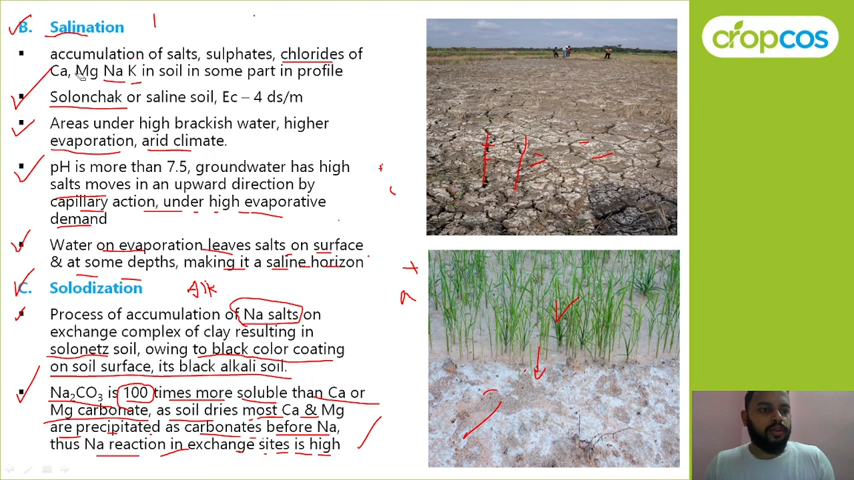 B. Salination
accumulation of salts, sulphates, chlorides of
Ca, Mg Na K in soil in some part in profile
Solonchak or saline soil, Ec – 4 ds/m
Areas under high brackish water, higher
evaporation, arid climate.
pH is more than 7.5, groundwater has high
salts moves in an upward direction by
capillary action, under high evaporative
demand
Water on evaporation leaves salts on surface
& at some depths, making it a saline horizon
C. Solodization
Process of accumulation of Na salts on
exchange complex of clay resulting in
solonetz soil, owing to black color coating
on soil surface, its black alkali soil.
Na₂CO₃ is 100 times more soluble than Ca or
Mg carbonate, as soil dries most Ca & Mg
are precipitated as carbonates before Na,
thus Na reaction in exchange sites is high
cropcos